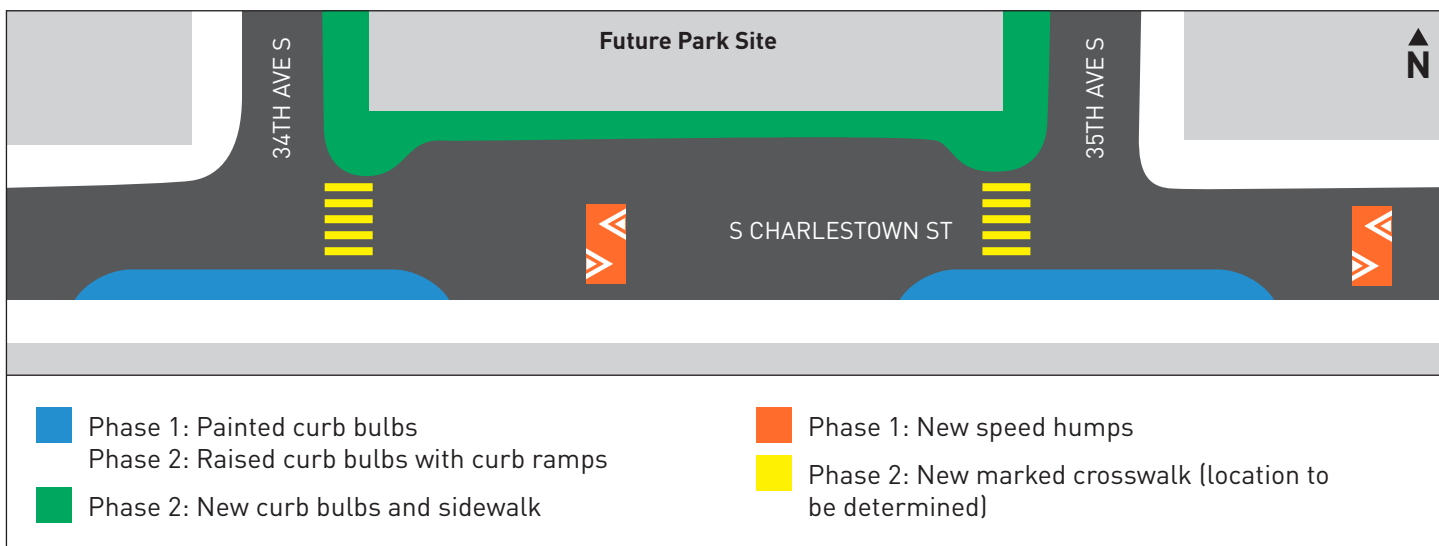 Future Park Site
34TH AVE S
35TH AVE S
N
S CHARLESTOWN ST
Phase 1: Painted curb bulbs
Phase 2: Raised curb bulbs with curb ramps
Phase 2: New curb bulbs and sidewalk
Phase 1: New speed humps
Phase 2: New marked crosswalk (location to
be determined)